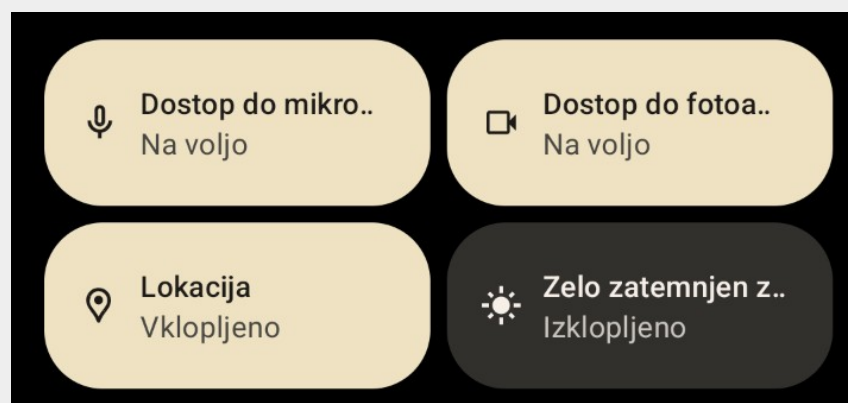 Dostop do mikro..
Na voljo
Dostop do fotoa..
Na voljo
Lokacija
Vklopljeno
Zelo zatemnjen z..
Izklopljeno